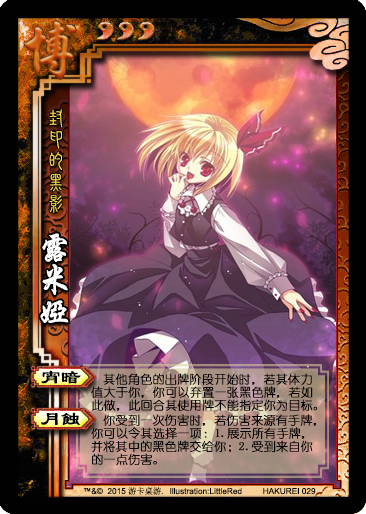 博
封印的黑影
露米娅
宵暗
其他角色的出牌阶段开始时，若其体力
值大于你，你可以弃置一张黑色牌，若如
此做，此回合其使用牌不能指定你为目标。
月蝕
你受到一次伤害时，若伤害来源有手牌，
你可以令其选择一项：1.展示所有手牌，
并将其中的黑色牌交给你；2.受到来自你
的一点伤害。
™&© 2015 游卡桌游. Illustration:LittleRed HAKUREI 029